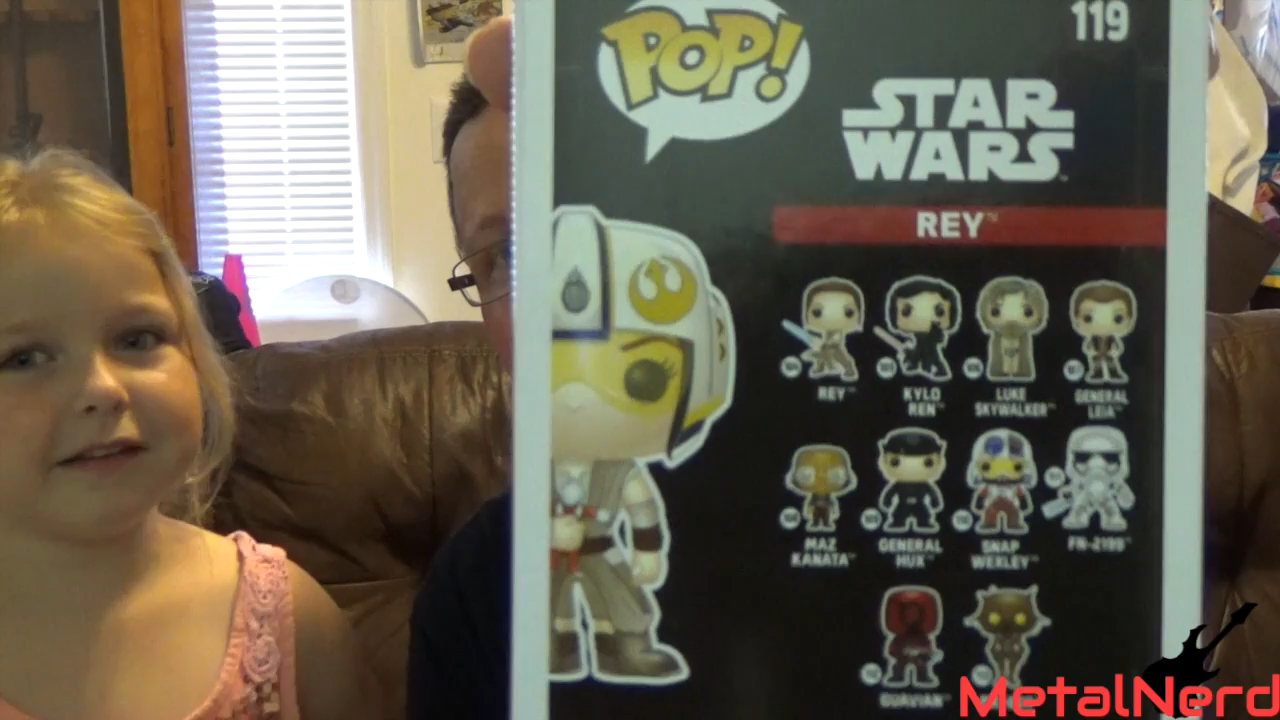 POP!
119
STAR
WARS
REY™
REY™
KYLO
REN™
LUKE
SKYWALKER™
GENERAL
LEIA™
MAZ
KANATA™
GENERAL
HUX™
SNAP
WEXLEY™
FN-2199™
GUAVIAN™
MetalNerd